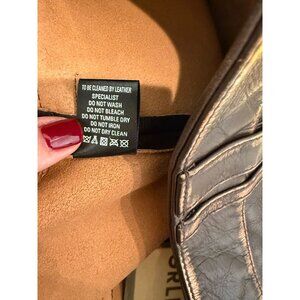 TO BE CLEANED BY LEATHER
SPECIALIST
DO NOT WASH
DO NOT BLEACH
DO NOT TUMBLE DRY
DO NOT IRON
DO NOT DRY CLEAN
ORL